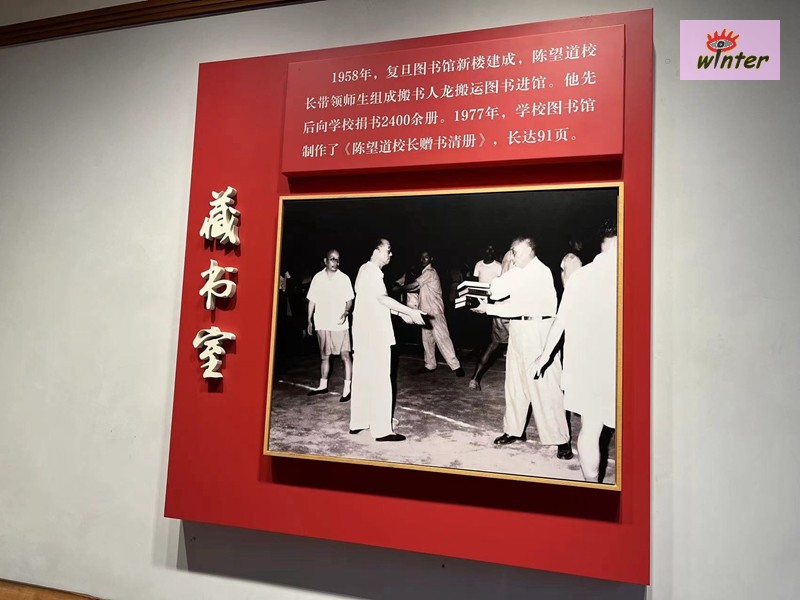 1958年，复旦图书馆新楼建成，陈望道校
长带领师生组成搬书人龙搬运图书进馆。他先
后向学校捐书2400余册。1977年，学校图书馆
制作了《陈望道校长赠书清册》，长达91页。
藏书室
winter